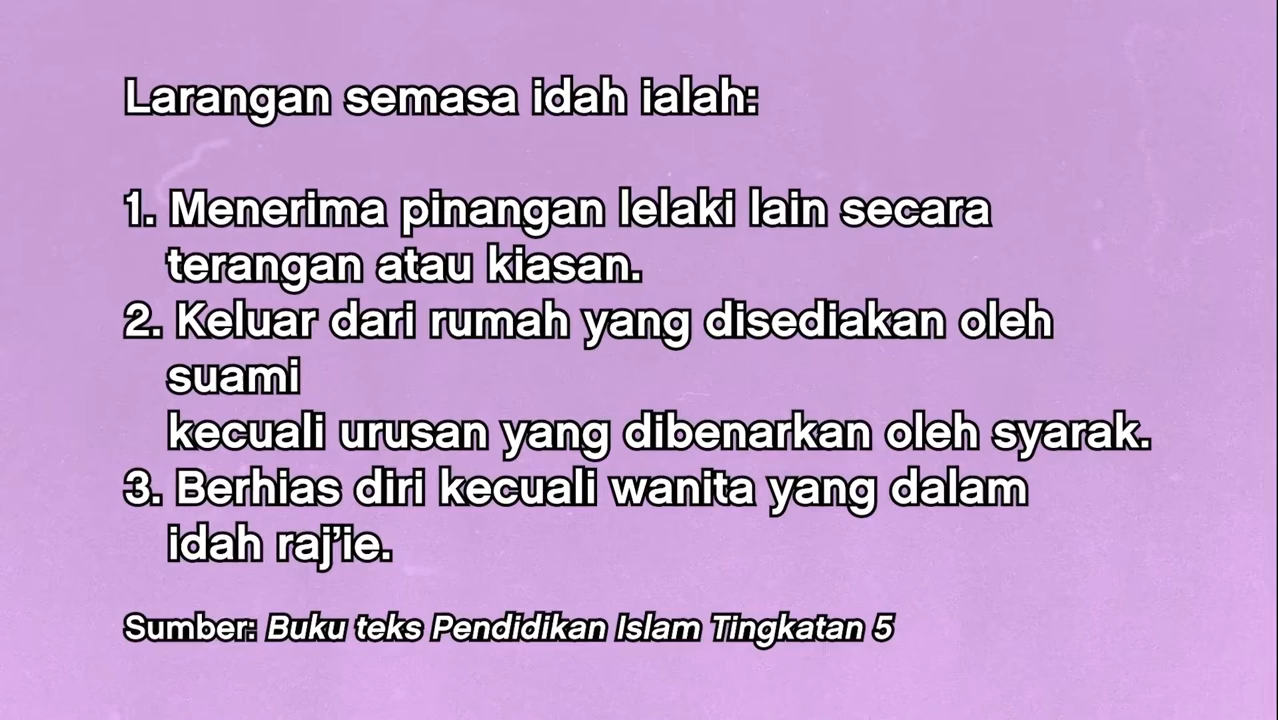 Larangan semasa idah ialah:
1. Menerima pinangan lelaki lain secara
terangan atau kiasan.
2. Keluar dari rumah yang disediakan oleh
suami
kecuali urusan yang dibenarkan oleh syarak.
3. Berhias diri kecuali wanita yang dalam
idah raj'ie.
Sumber: Buku teks Pendidikan Islam Tingkatan 5